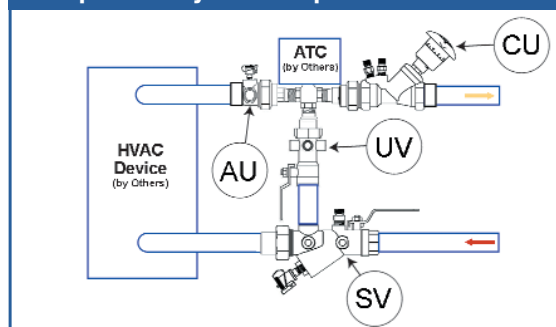 ATC
(by Others)
CU
HVAC
Device
(by Others)
AU
UV
SV